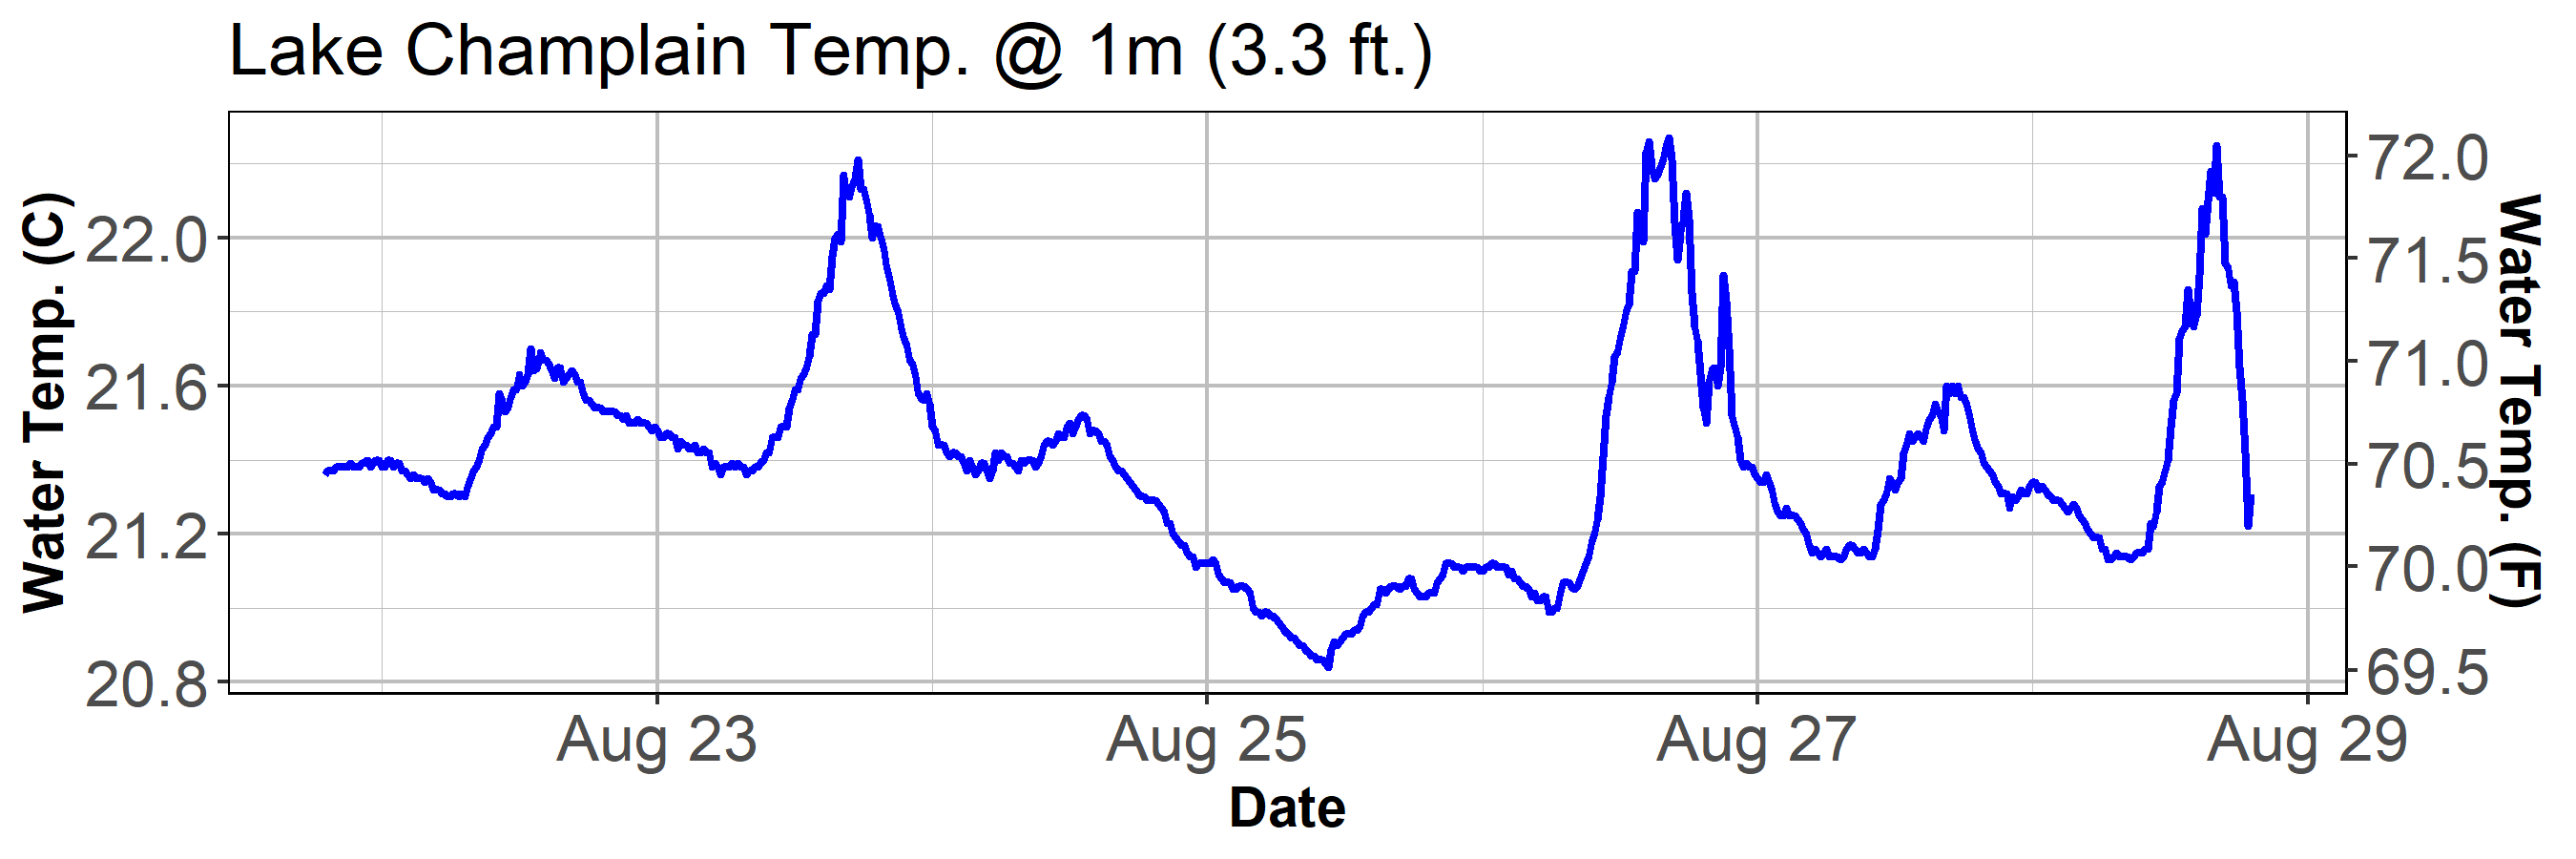 Lake Champlain Temp. @ 1m (3.3 ft.)
Water Temp. (C)
22.0
21.6
21.2
20.8
72.0
71.5
71.0
70.5
70.0
69.5
Water Temp. (F)
Aug 23
Aug 25
Aug 27
Aug 29
Date